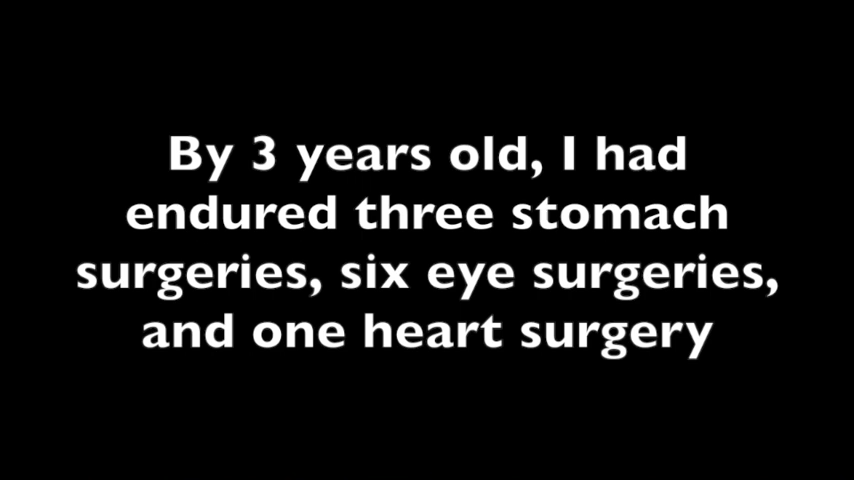 By 3 years old, I had
endured three stomach
surgeries, six eye surgeries,
and one heart surgery